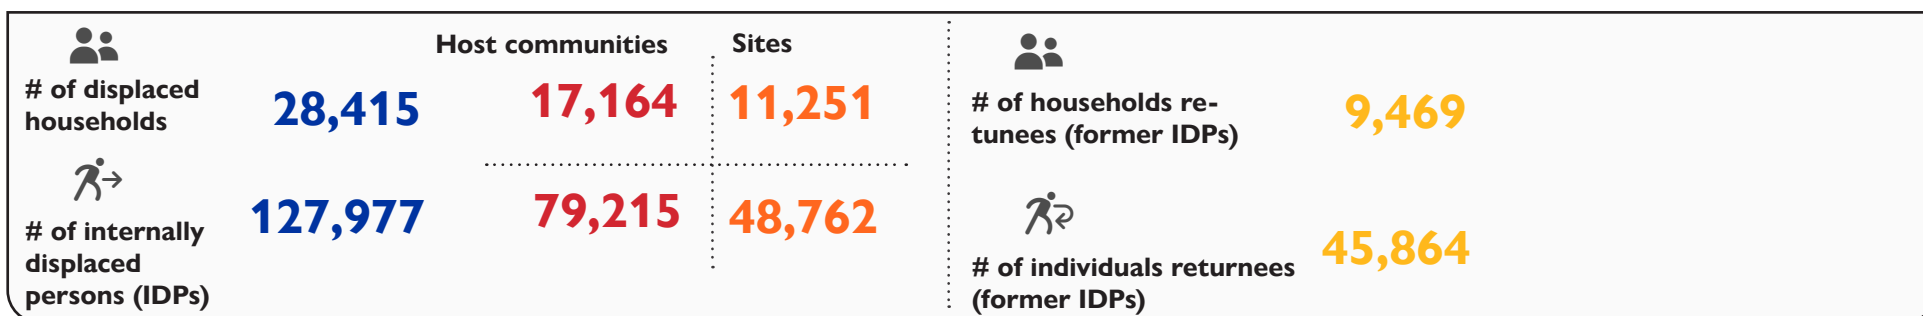 Host communities
Sites
# of displaced
households
28,415
17,164
11,251
# of internally
displaced
persons (IDPs)
127,977
79,215
48,762
# of households re-
tunees (former IDPs)
9,469
# of individuals returnees
(former IDPs)
45,864